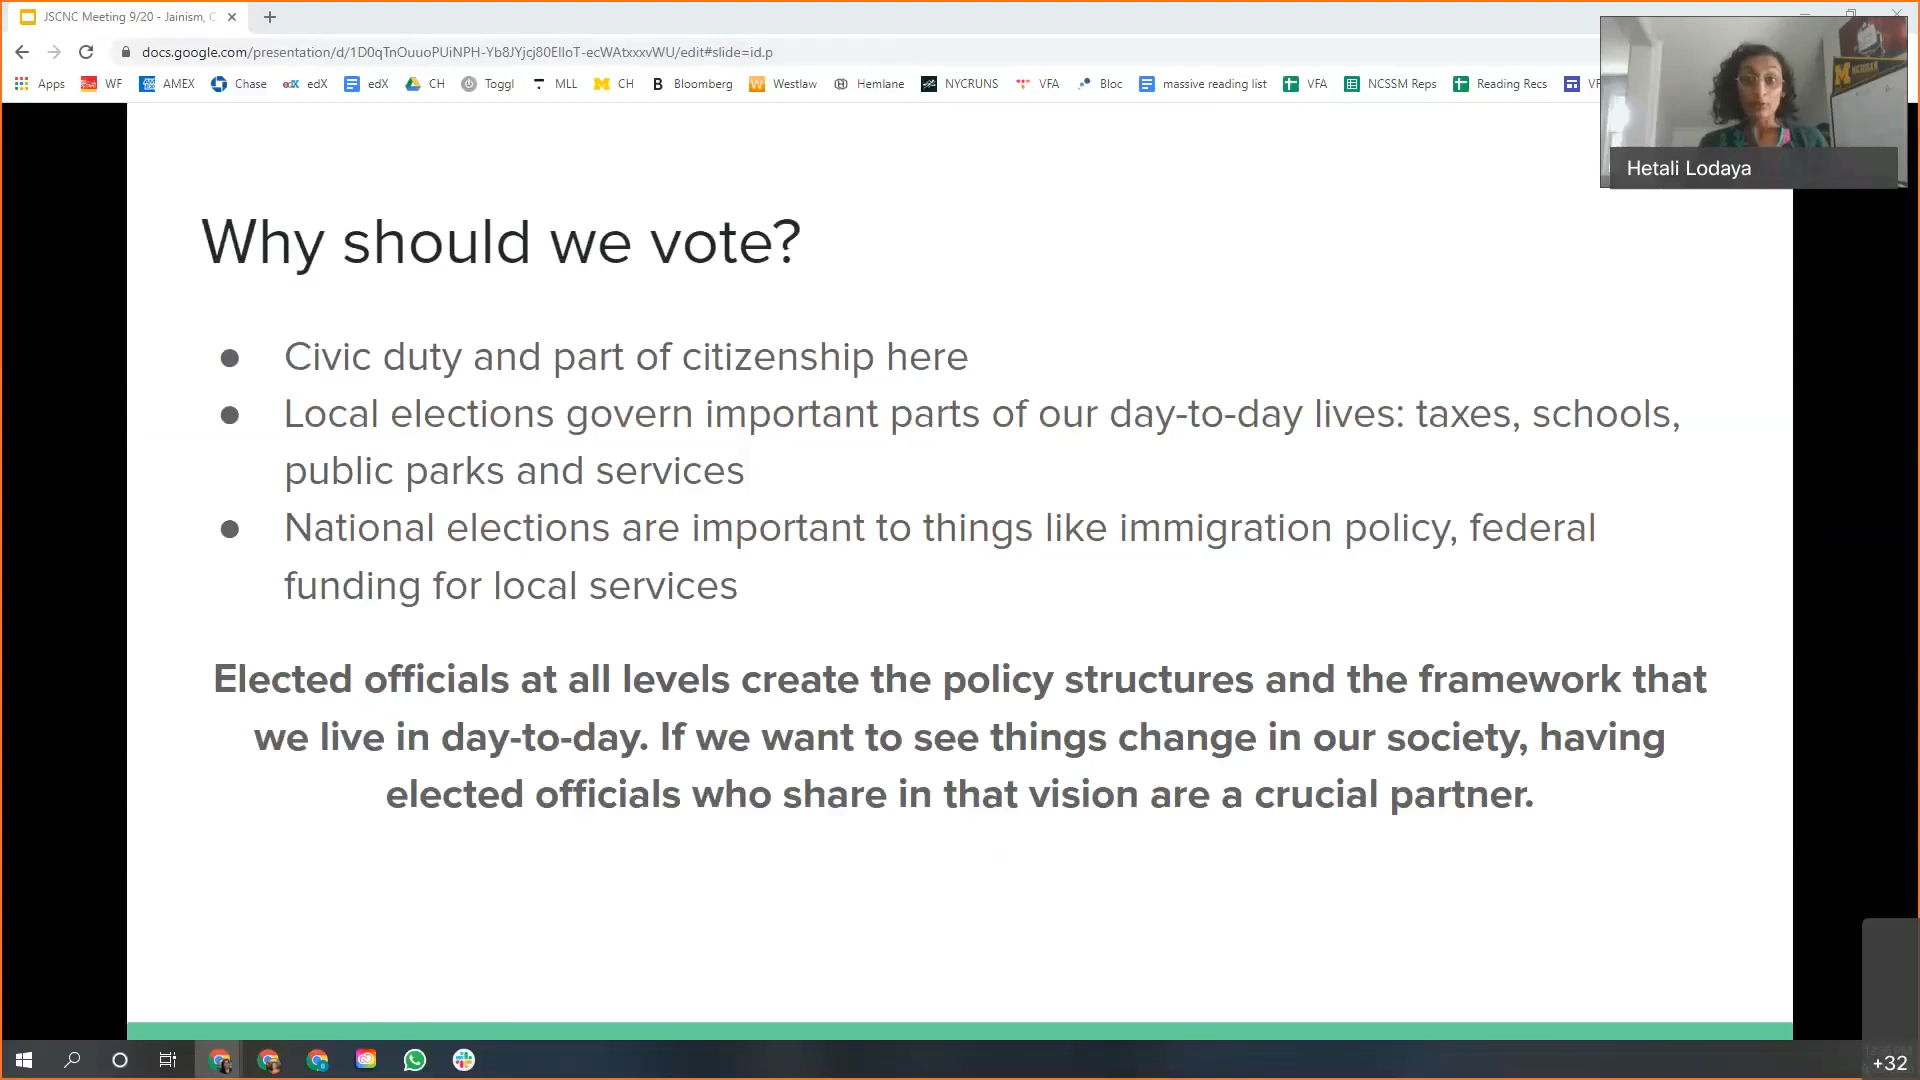 JSCNC Meeting 9/20 - Jainism, C
docs.google.com/presentation/d/1D0qTnOuuoPUiNPH-Yb8JYjcj80EIIoT-ecWAtxxxvWU/edit#slide=id.p
Apps WF AMEX Chase edX edX CH Toggl MLL CH Bloomberg Westlaw Hemlane NYCRUNS VFA Bloc massive reading list VFA NCSSM Reps Reading Recs
MICHIGAN
Hetali Lodaya
Why should we vote?
● Civic duty and part of citizenship here
● Local elections govern important parts of our day-to-day lives: taxes, schools,
public parks and services
● National elections are important to things like immigration policy, federal
funding for local services
Elected officials at all levels create the policy structures and the framework that
we live in day-to-day. If we want to see things change in our society, having
elected officials who share in that vision are a crucial partner.
+32